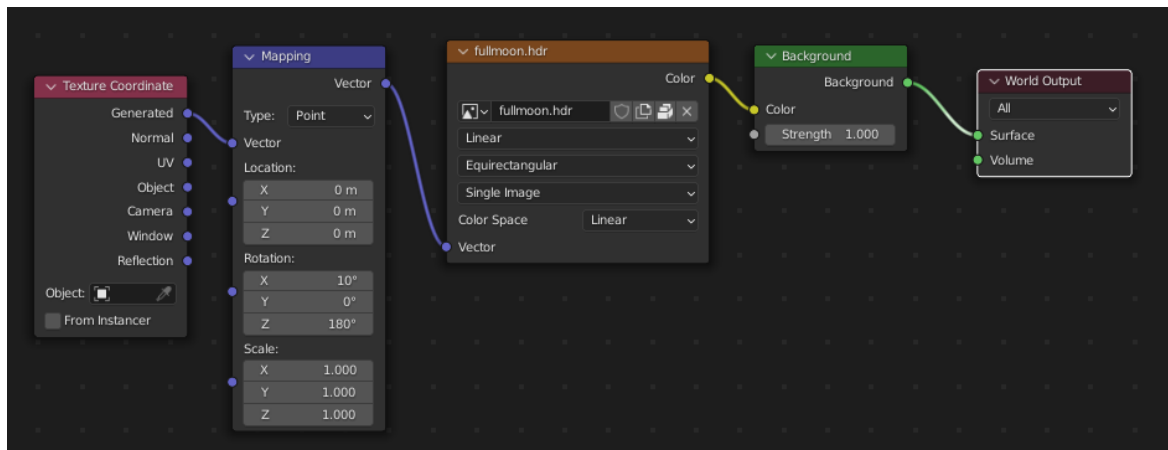 Texture Coordinate
Generated
Normal
UV
Object
Camera
Window
Reflection
Object:
From Instancer
Mapping
Vector
Type: Point
Vector
Location:
X 0 m
Y 0 m
Z 0 m
Rotation:
X 10°
Y 0°
Z 180°
Scale:
X 1.000
Y 1.000
Z 1.000
fullmoon.hdr
Color
fullmoon.hdr
Linear
Equirectangular
Single Image
Color Space Linear
Vector
Background
Background
Color
Strength 1.000
World Output
All
Surface
Volume